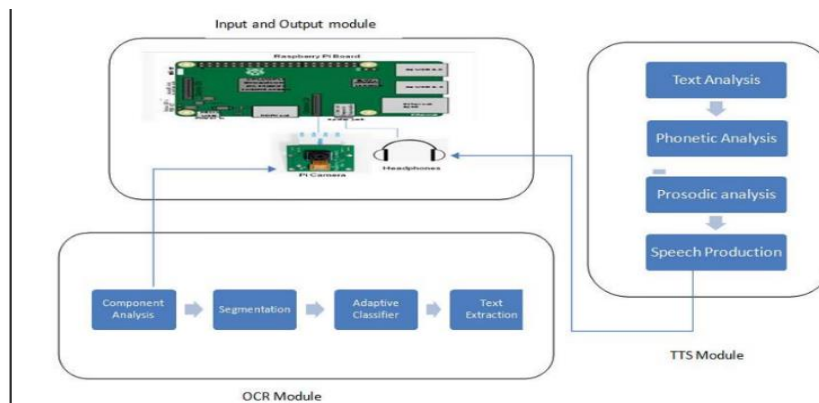 Input and Output module
Raspberry Pi Board
Pi Camera
Headphones
Text Analysis
Phonetic Analysis
Prosodic analysis
Speech Production
TTS Module
Component
Analysis
Segmentation
Adaptive
Classifier
Text
Extraction
OCR Module